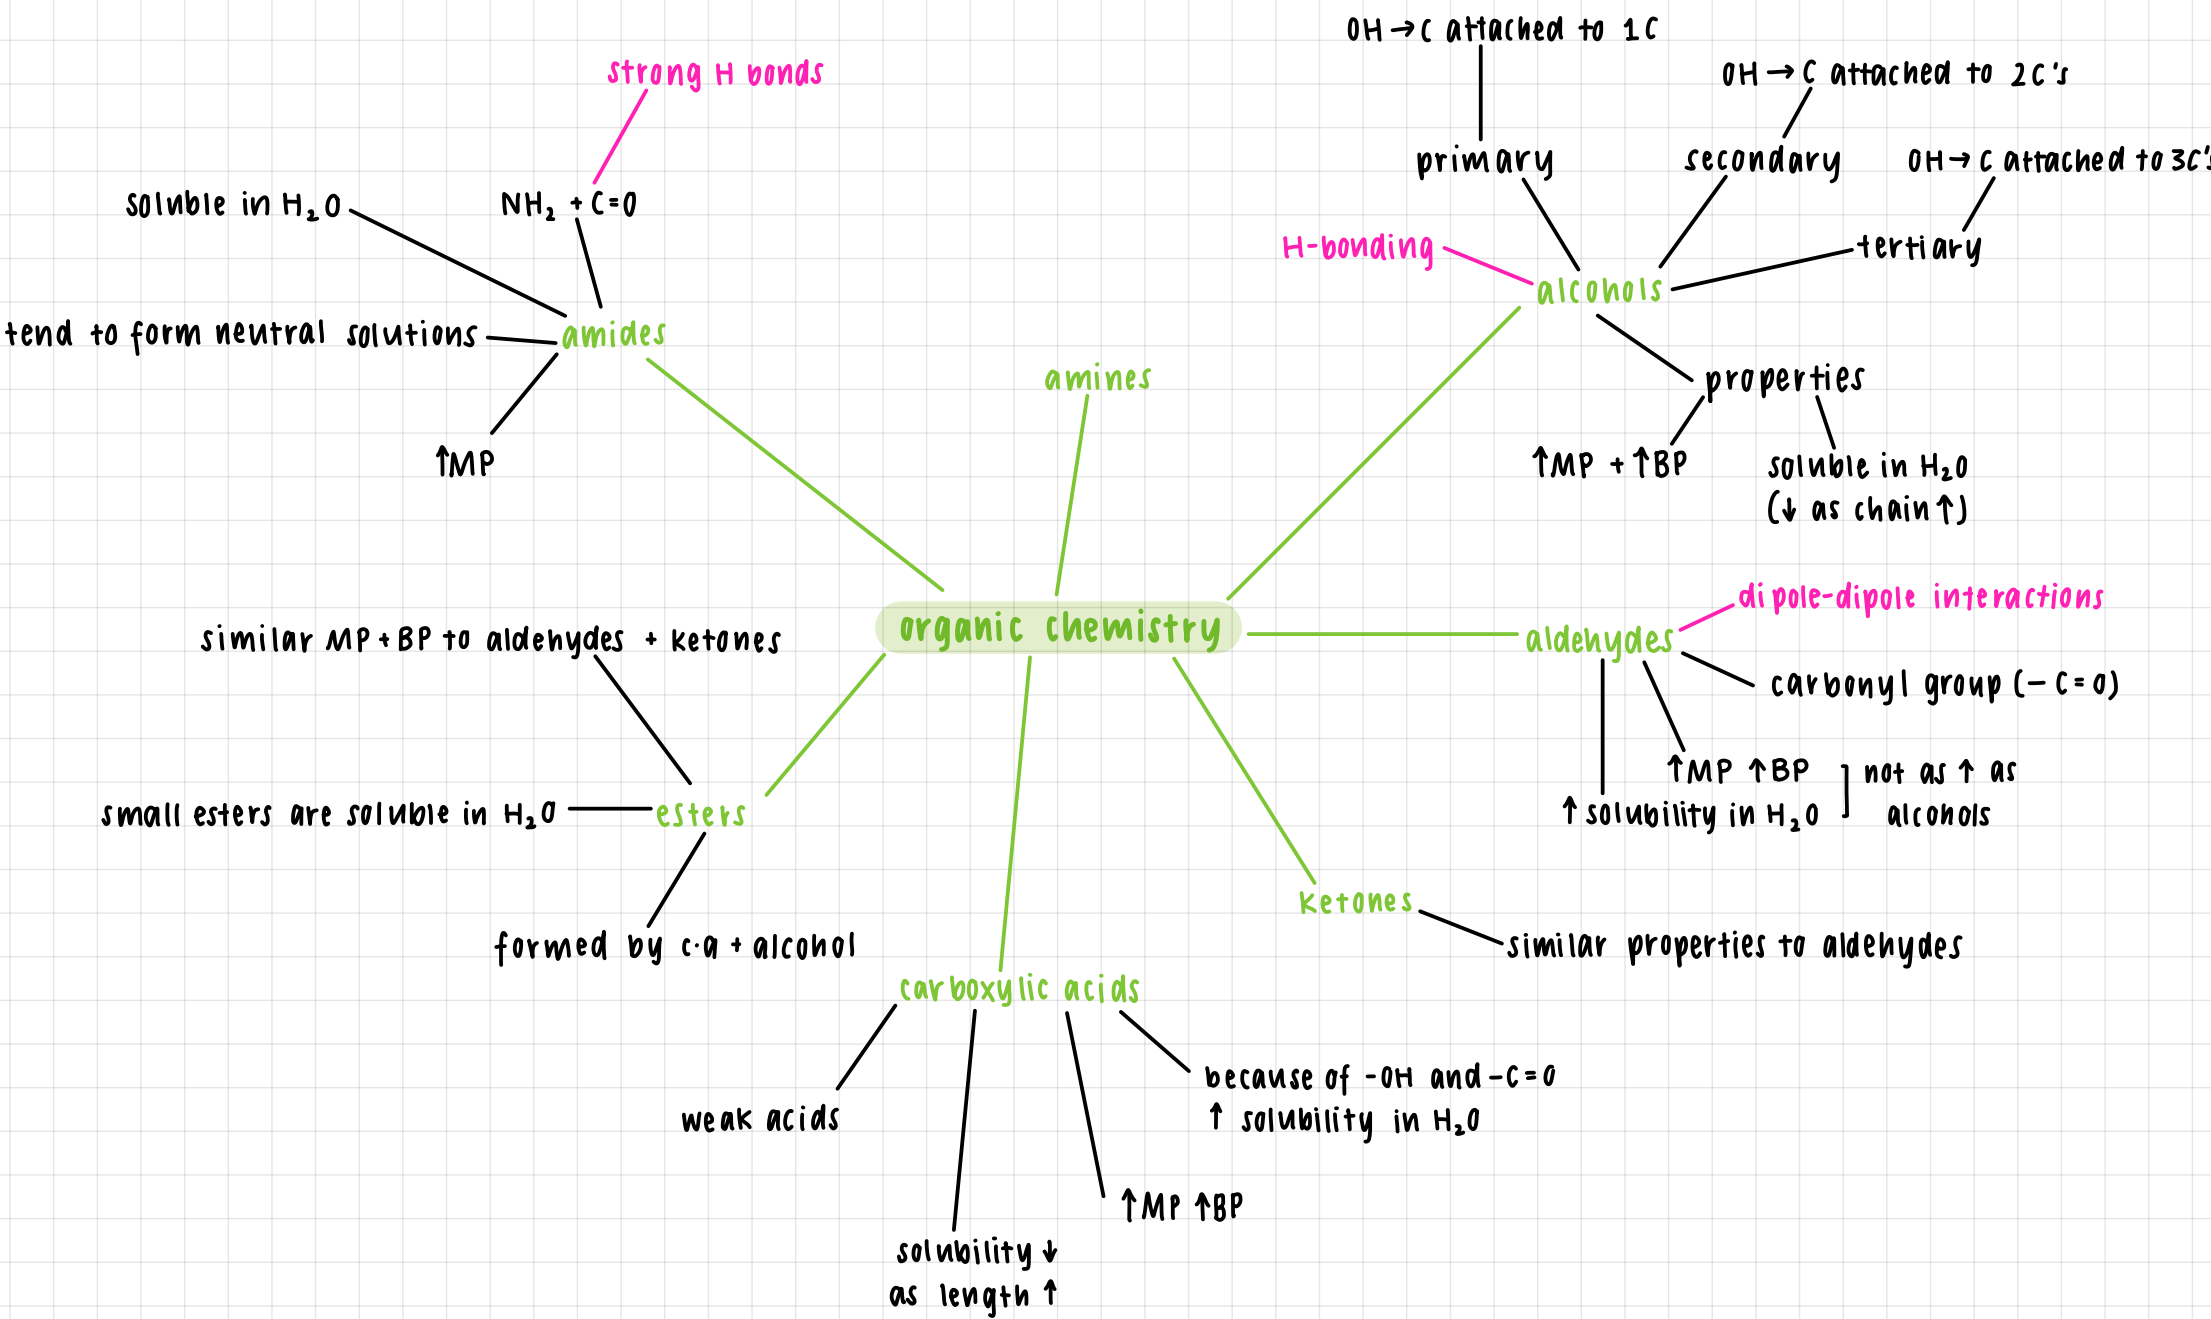 OH → C attached to 1C
strong H bonds
OH → C attached to 2C's
primary
secondary
OH → C attached to 3C's
soluble in H₂O
NH₂ + C=O
H-bonding
tertiary
alcohols
tend to form neutral solutions
amides
amines
properties
↑MP
↑MP + ↑BP
soluble in H₂O
(↓ as chain ↑)
dipole-dipole interactions
organic chemistry
similar MP + BP to aldehydes + ketones
aldehydes
carbonyl group (- C=O)
↑MP ↑BP
not as ↑ as
small esters are soluble in H₂O
esters
↑ solubility in H₂O
alcohols
ketones
formed by c.a + alcohol
similar properties to aldehydes
carboxylic acids
because of -OH and -C=O
↑ solubility in H₂O
weak acids
↑MP ↑BP
solubility ↓
as length ↑